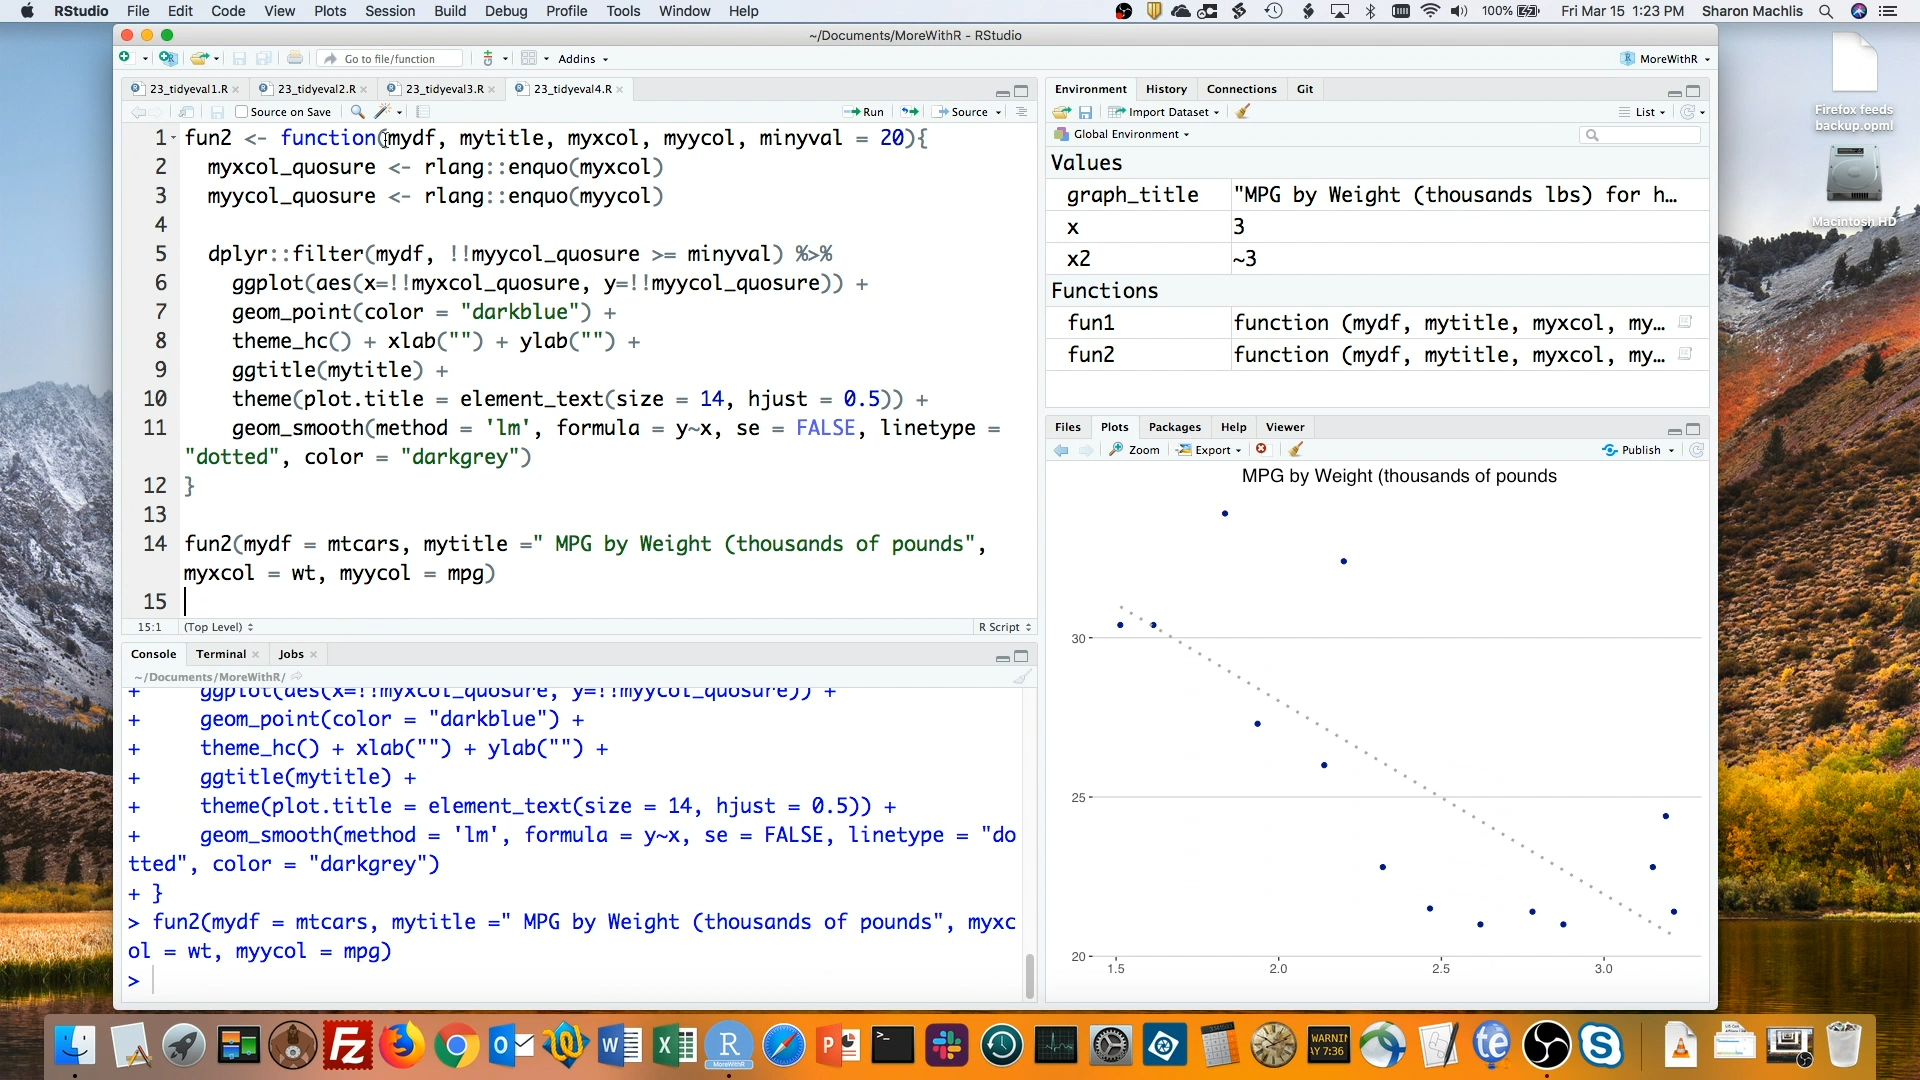 RStudio File Edit Code View Plots Session Build Debug Profile Tools Window Help 100% Fri Mar 15 1:23 PM Sharon Machlis
~/Documents/MoreWithR - RStudio
Go to file/function Addins MoreWithR
23_tidyeval1.R 23_tidyeval2.R 23_tidyeval3.R 23_tidyeval4.R
Source on Save Run Source
1 fun2 <- function(mydf, mytitle, myxcol, myycol, minyval = 20){
2 myxcol_quosure <- rlang::enquo(myxcol)
3 myycol_quosure <- rlang::enquo(myycol)
4
5 dplyr::filter(mydf, !!myycol_quosure >= minyval) %>%
6 ggplot(aes(x=!!myxcol_quosure, y=!!myycol_quosure)) +
7 geom_point(color = "darkblue") +
8 theme_hc() + xlab("") + ylab("") +
9 ggtitle(mytitle) +
10 theme(plot.title = element_text(size = 14, hjust = 0.5)) +
11 geom_smooth(method = 'lm', formula = y~x, se = FALSE, linetype =
"dotted", color = "darkgrey")
12 }
13
14 fun2(mydf = mtcars, mytitle =" MPG by Weight (thousands of pounds",
myxcol = wt, myycol = mpg)
15
15:1 (Top Level) R Script
Console Terminal Jobs
~/Documents/MoreWithR/
+ ggplot(aes(x=!!myxcol_quosure, y=!!myycol_quosure)) +
+ geom_point(color = "darkblue") +
+ theme_hc() + xlab("") + ylab("") +
+ ggtitle(mytitle) +
+ theme(plot.title = element_text(size = 14, hjust = 0.5)) +
+ geom_smooth(method = 'lm', formula = y~x, se = FALSE, linetype = "do
tted", color = "darkgrey")
+ }
> fun2(mydf = mtcars, mytitle =" MPG by Weight (thousands of pounds", myxc
ol = wt, myycol = mpg)
>
Environment History Connections Git
Import Dataset List
Global Environment
Values
graph_title "MPG by Weight (thousands lbs) for h…
x 3
x2 ~3
Functions
fun1 function (mydf, mytitle, myxcol, my…
fun2 function (mydf, mytitle, myxcol, my…
Files Plots Packages Help Viewer
Zoom Export Publish
MPG by Weight (thousands of pounds
30
25
20
1.5 2.0 2.5 3.0
Firefox feeds
backup.opml
Macintosh HD
MoreWithR
WARNIN
AY 7:36